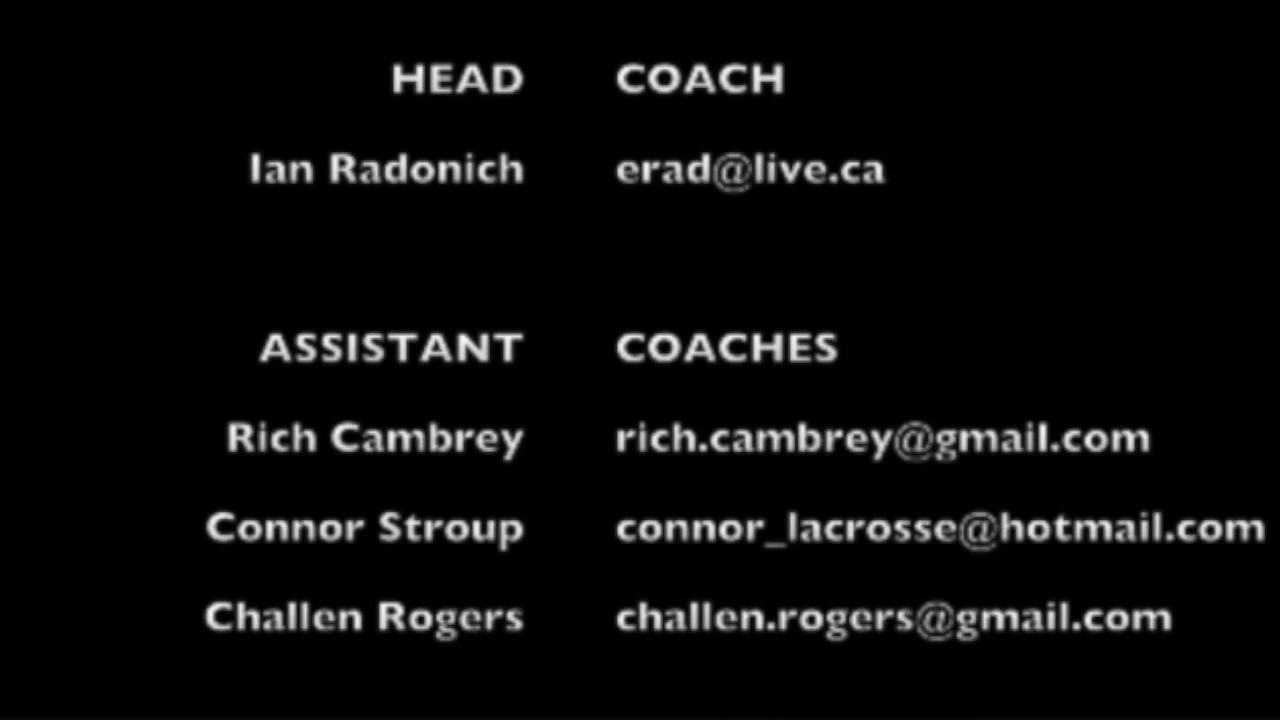 HEAD COACH
Ian Radonich erad@live.ca
ASSISTANT COACHES
Rich Cambrey rich.cambrey@gmail.com
Connor Stroup connor_lacrosse@hotmail.com
Challen Rogers challen.rogers@gmail.com